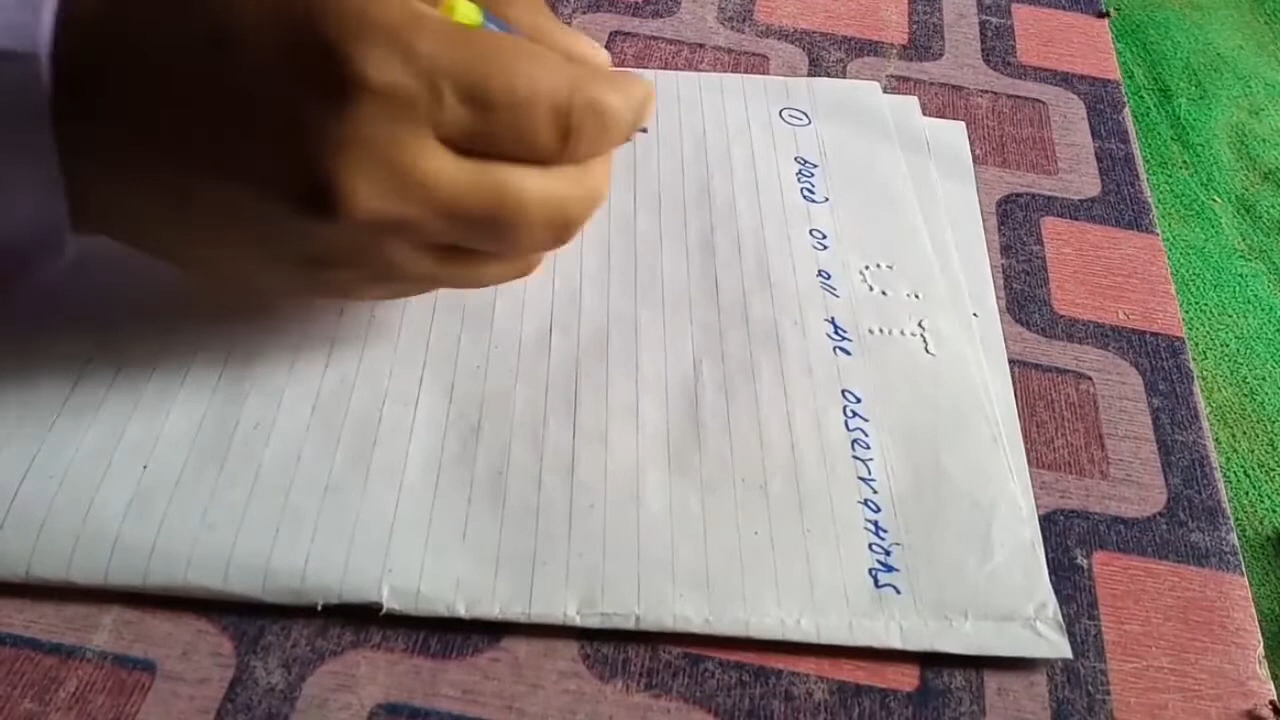 ① Based on all the observations